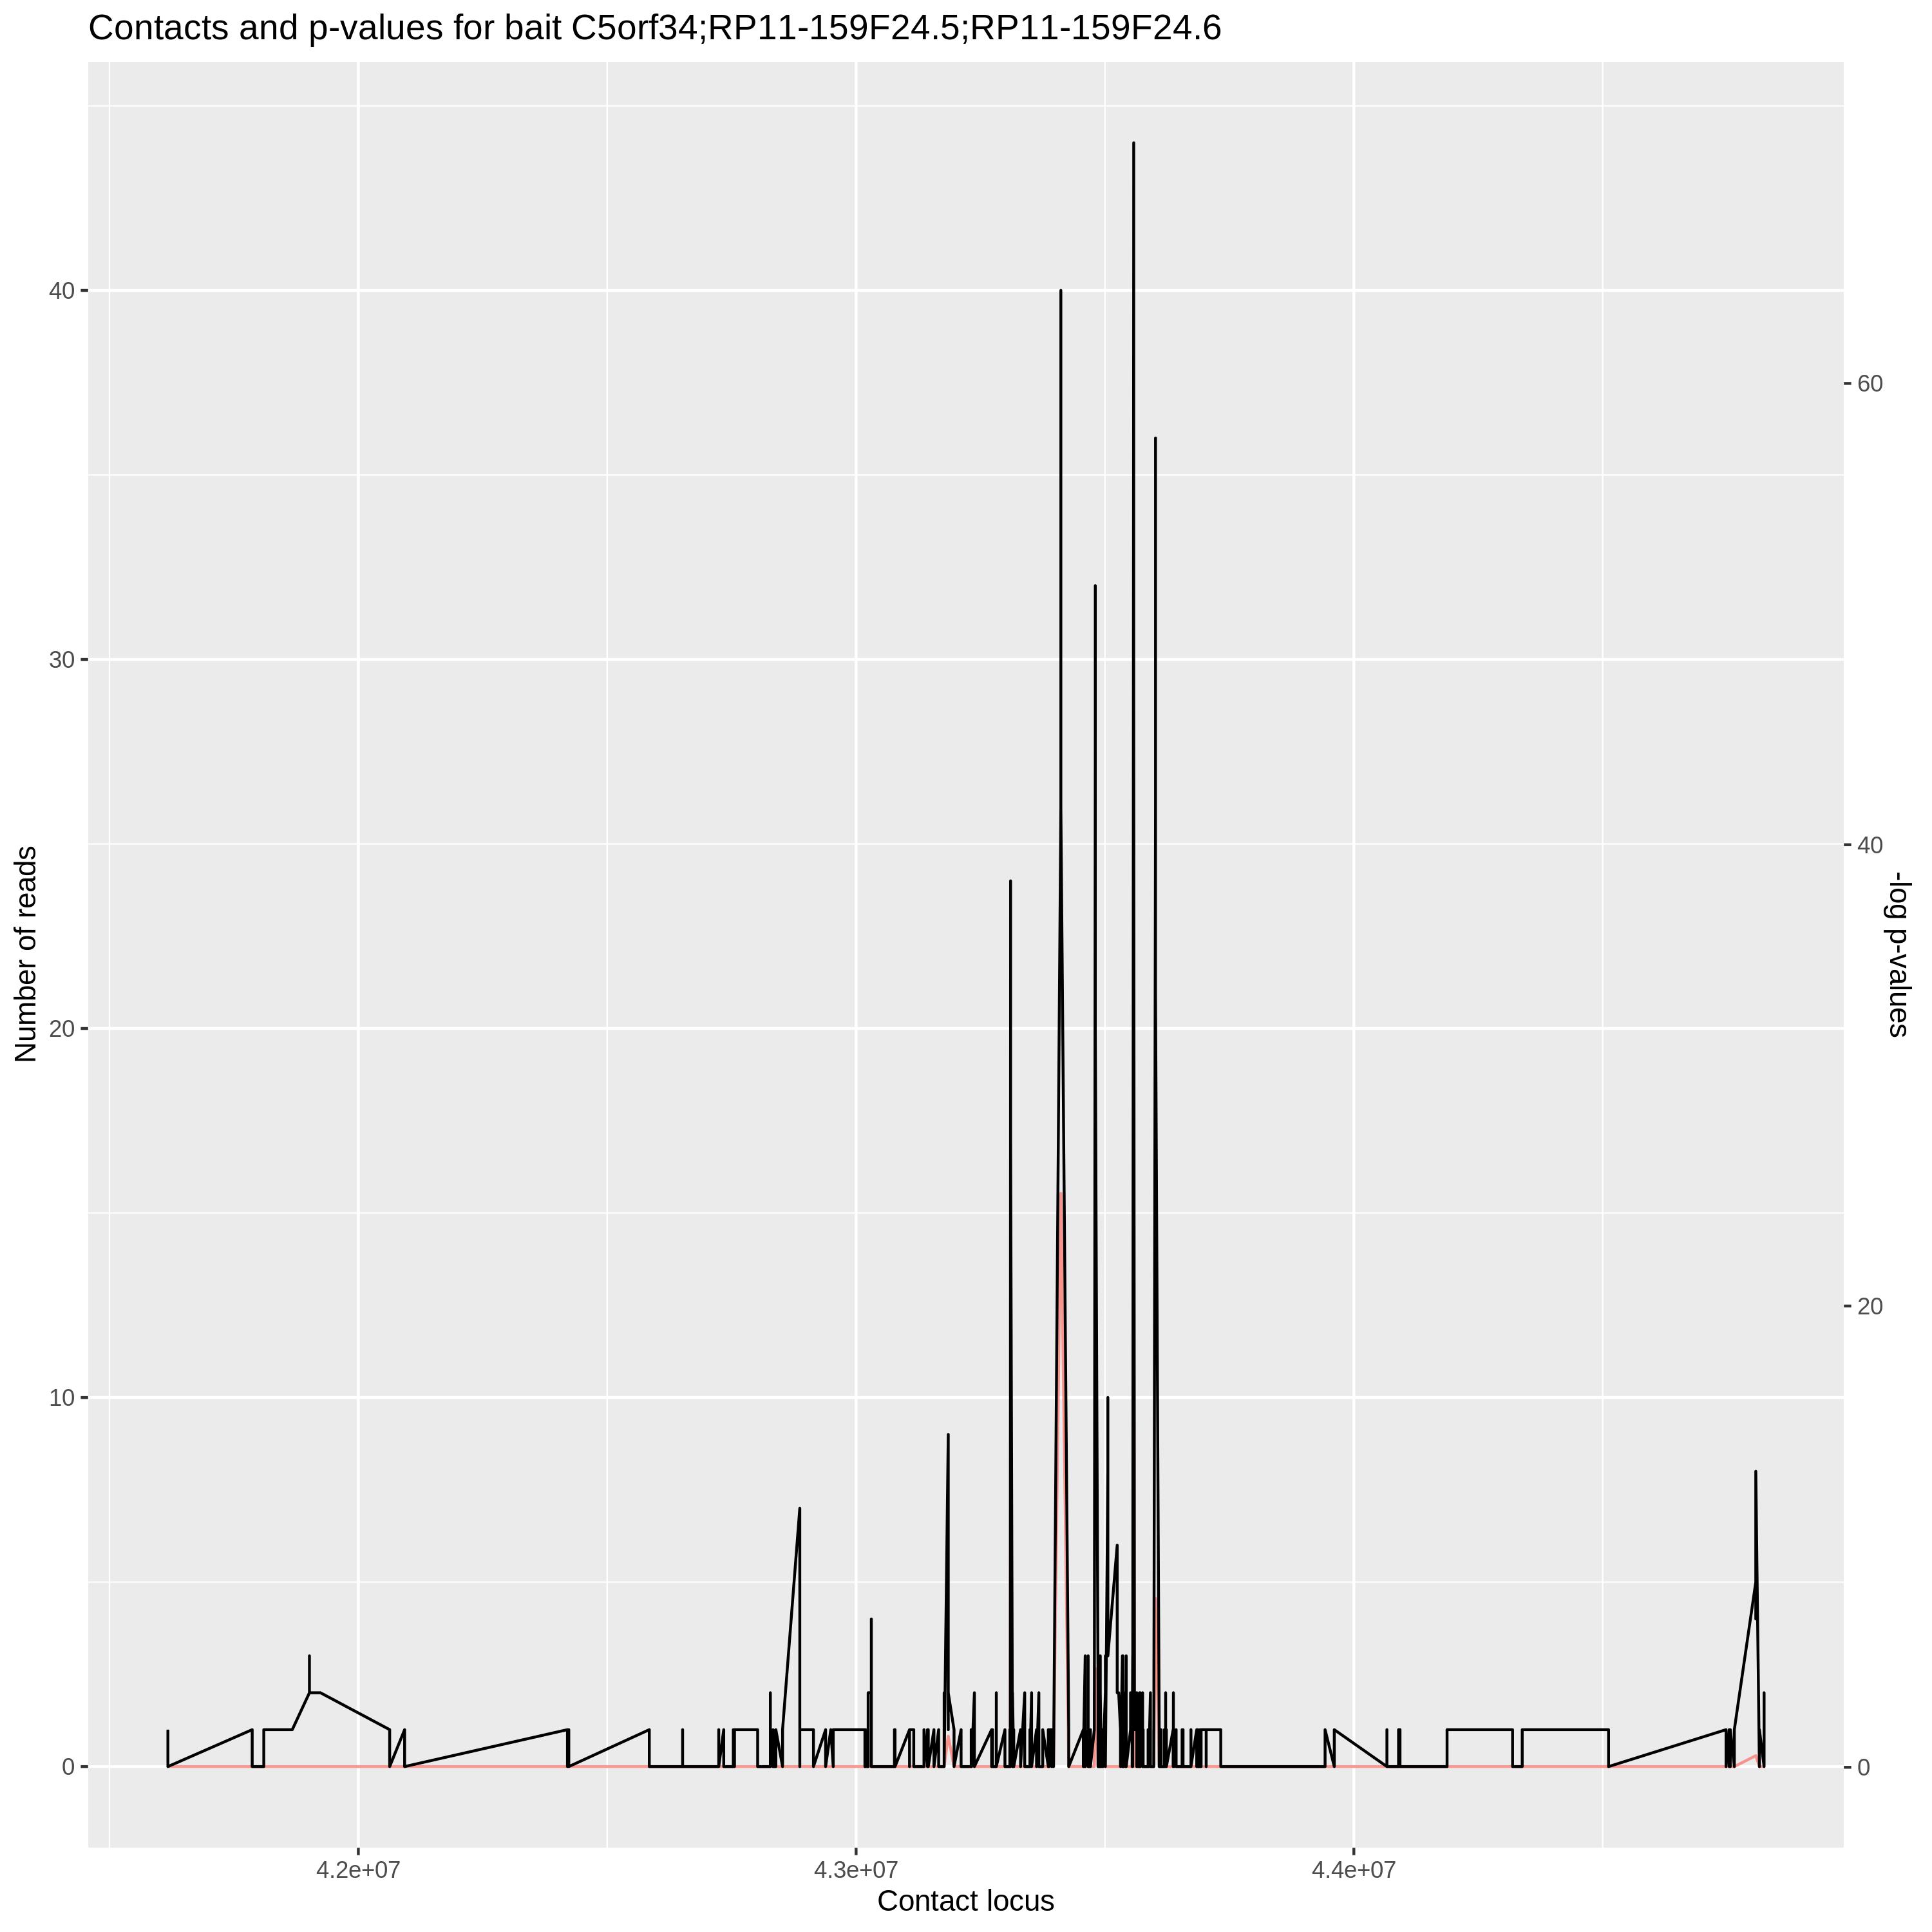 Contacts and p-values for bait C5orf34;RP11-159F24.5;RP11-159F24.6
40
30
20
10
0
Number of reads
60
40
20
0
-log p-values
4.2e+07
4.3e+07
4.4e+07
Contact locus